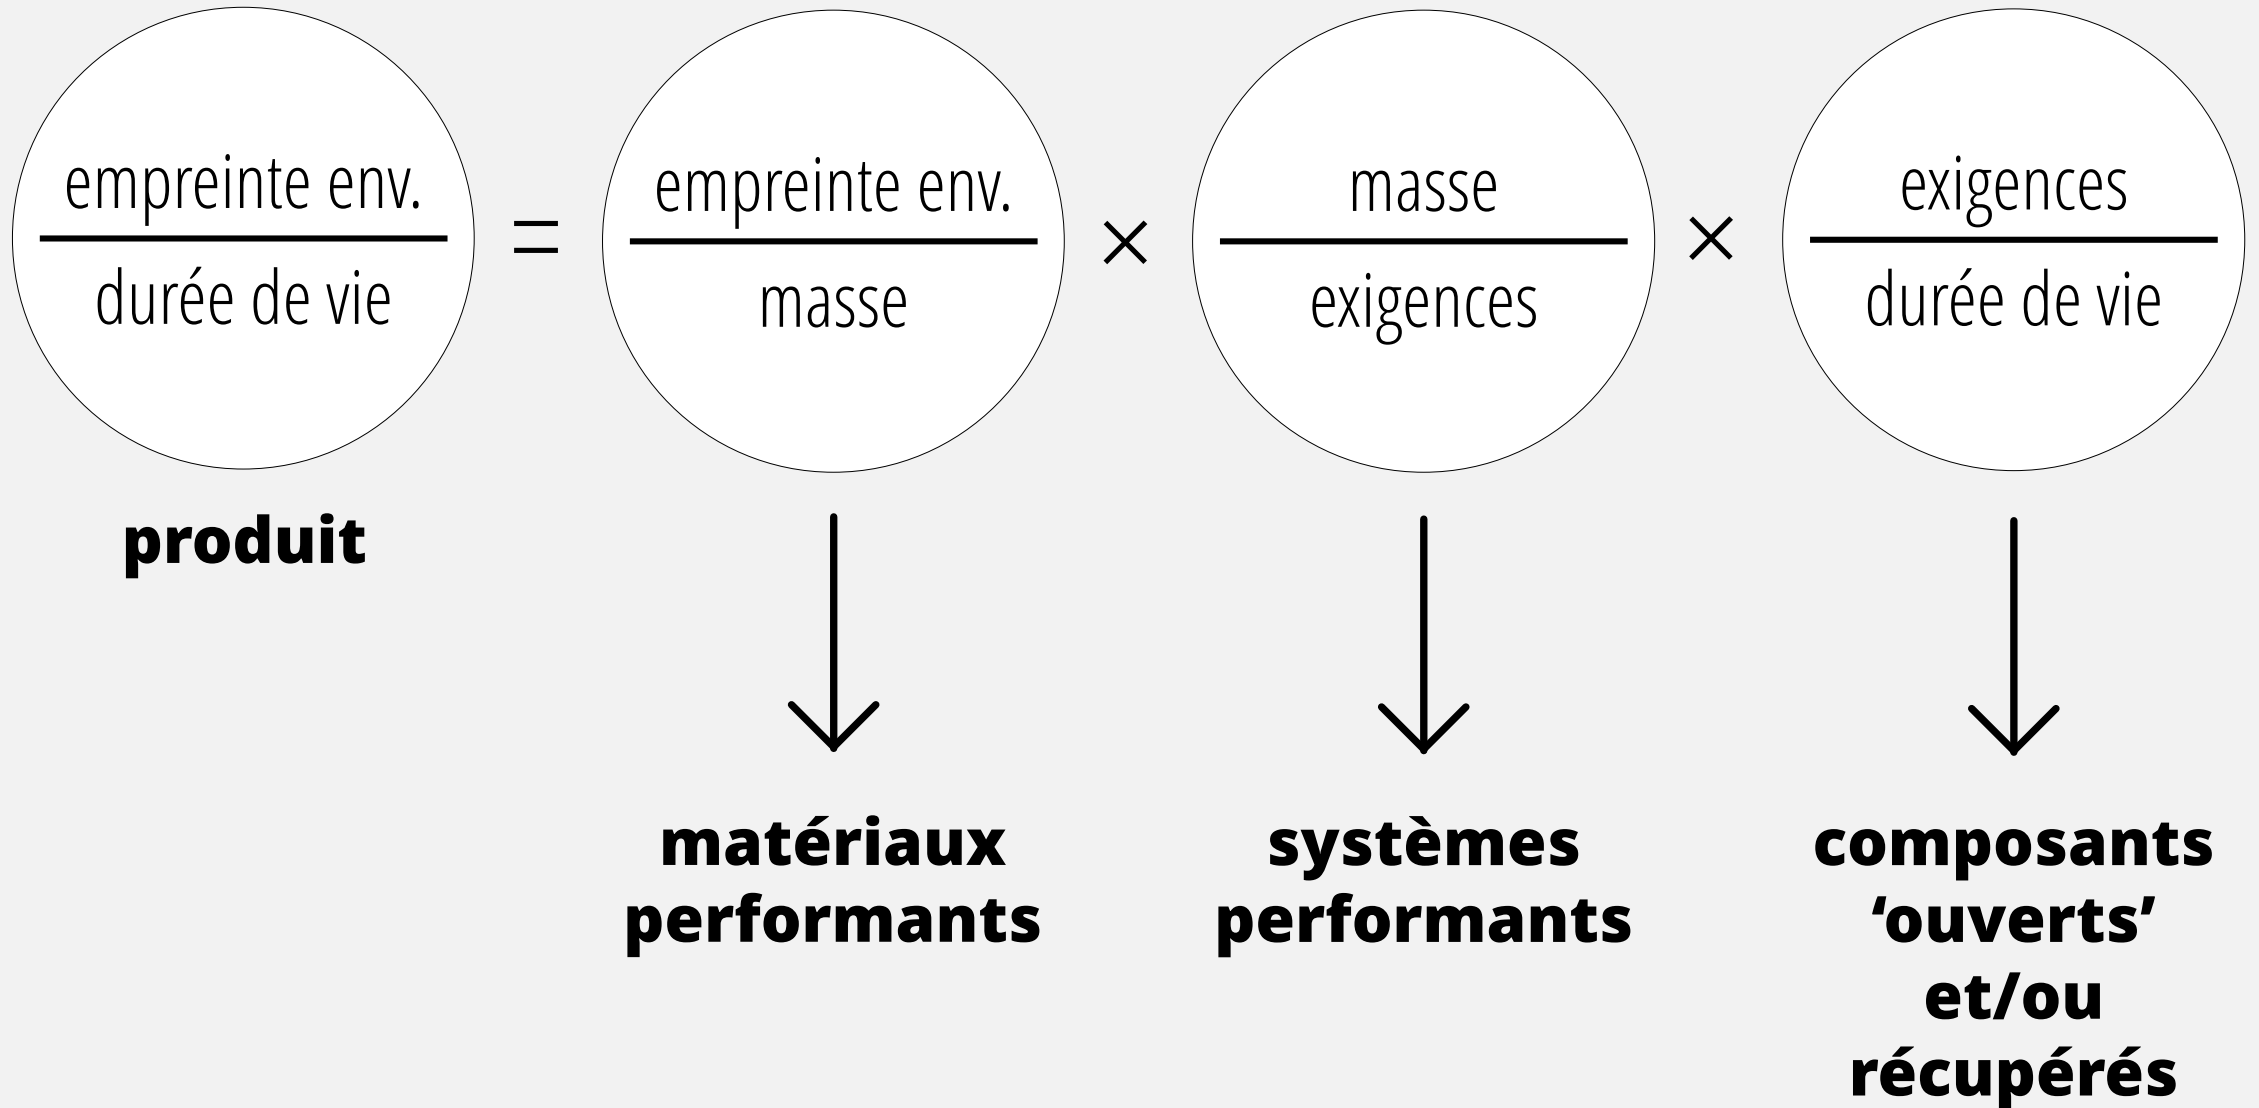 empreinte env.
durée de vie
=
empreinte env.
masse
×
masse
exigences
×
exigences
durée de vie
produit
matériaux
performants
systèmes
performants
composants
‘ouverts’
et/ou
récupérés